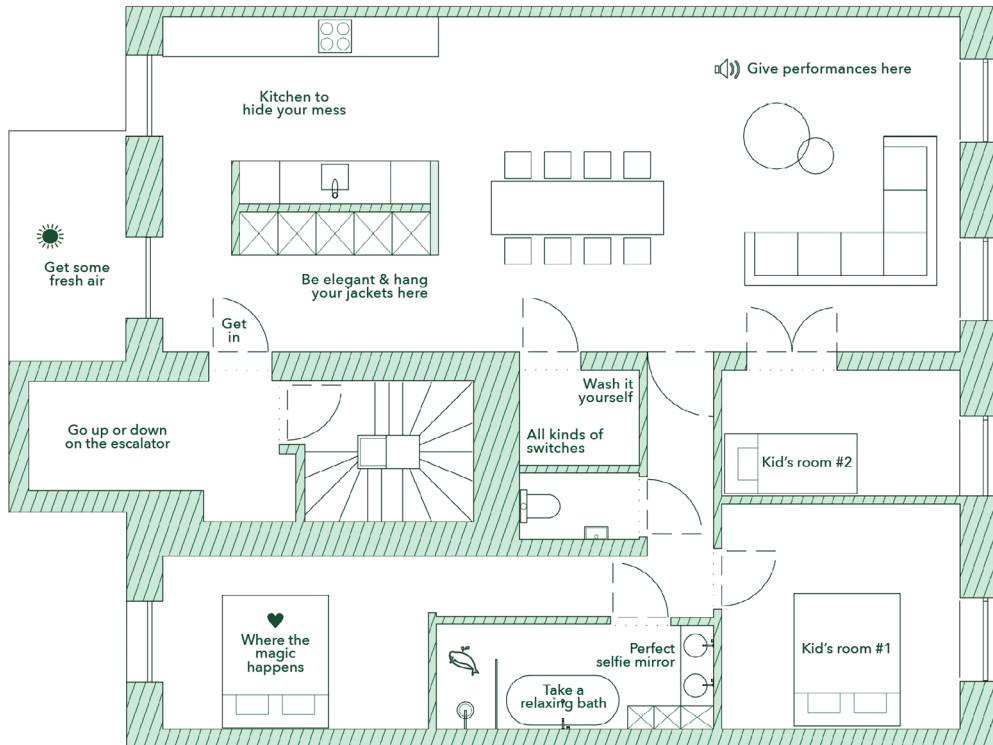 Give performances here
Kitchen to
hide your mess
Get some
fresh air
Be elegant & hang
your jackets here
Get
in
Wash it
yourself
Go up or down
on the escalator
All kinds of
switches
Kid's room #2
Where the
magic
happens
Perfect
selfie mirror
Kid's room #1
Take a
relaxing bath